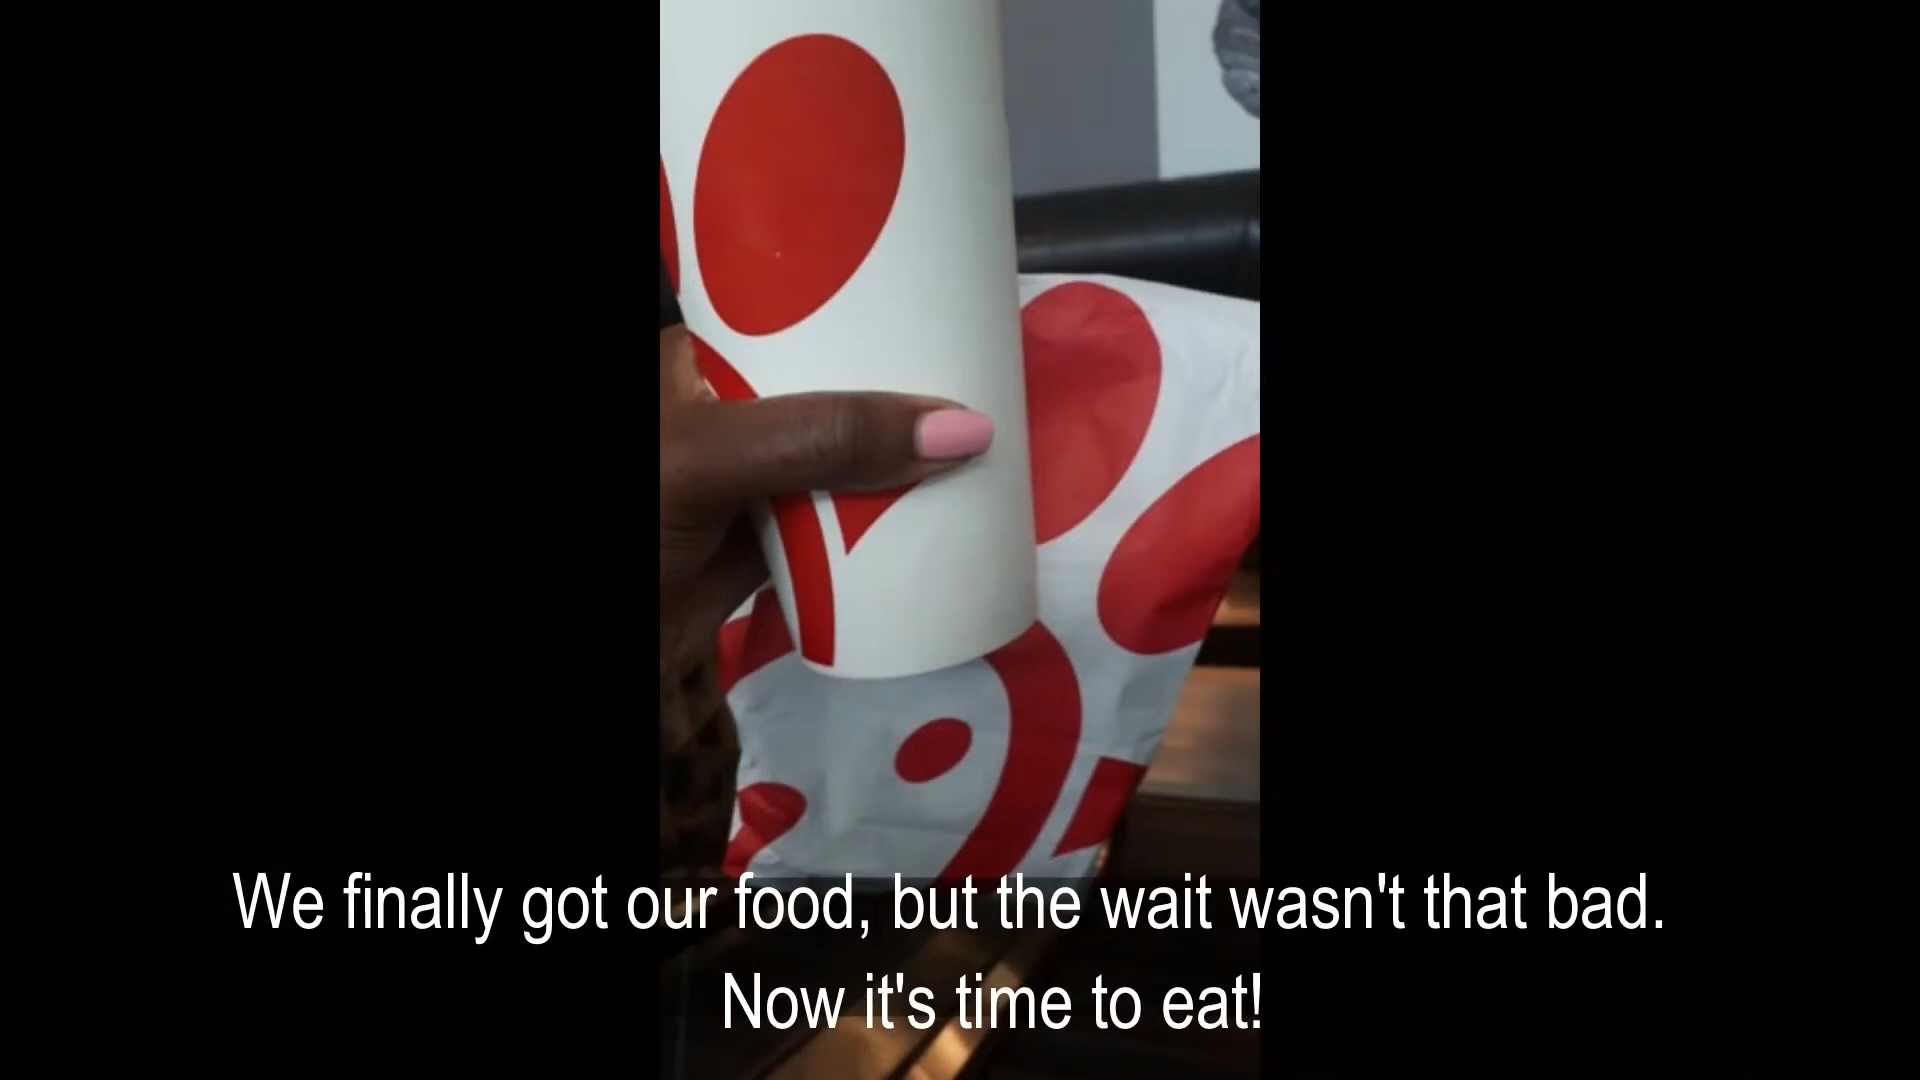 We finally got our food, but the wait wasn't that bad.
Now it's time to eat!